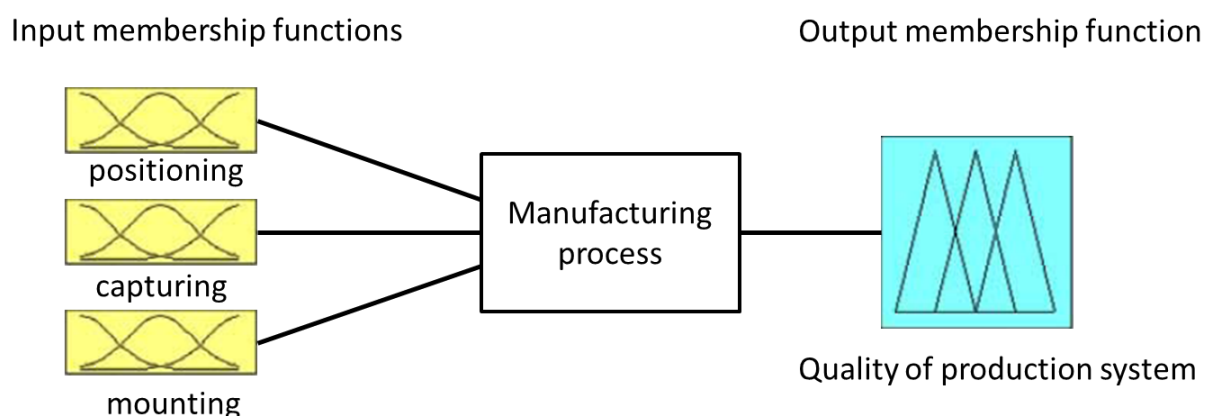 Input membership functions
Output membership function
positioning
capturing
mounting
Manufacturing
process
Quality of production system